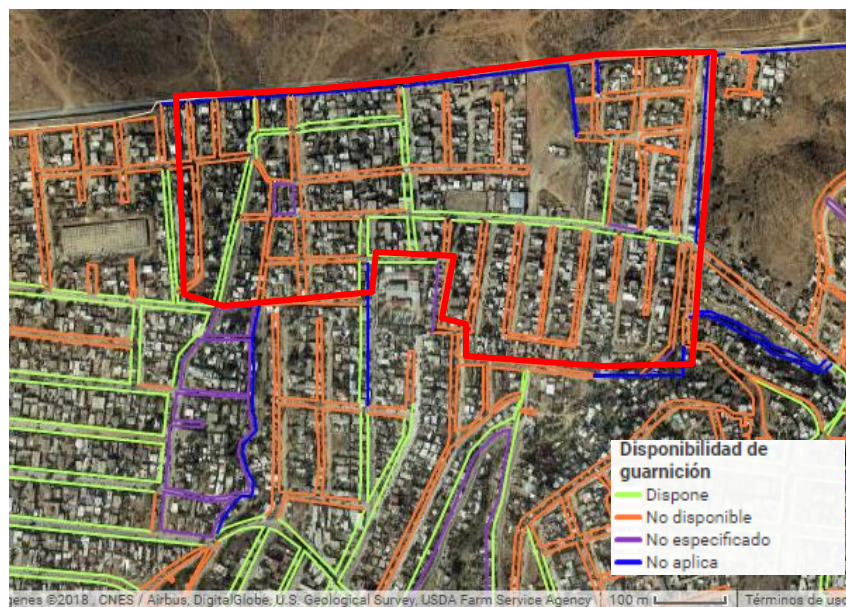 Disponibilidad de
guarnición
Dispone
No disponible
No especificado
No aplica
genes ©2018 , CNES / Airbus, DigitalGlobe, U.S. Geological Survey, USDA Farm Service Agency 100 m Términos de uso